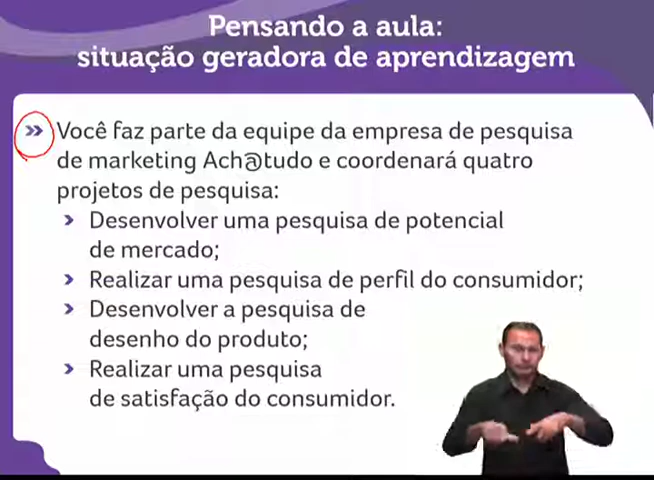 Pensando a aula:
situação geradora de aprendizagem
» Você faz parte da equipe da empresa de pesquisa
de marketing Ach@tudo e coordenará quatro
projetos de pesquisa:
› Desenvolver uma pesquisa de potencial
de mercado;
› Realizar uma pesquisa de perfil do consumidor;
› Desenvolver a pesquisa de
desenho do produto;
› Realizar uma pesquisa
de satisfação do consumidor.